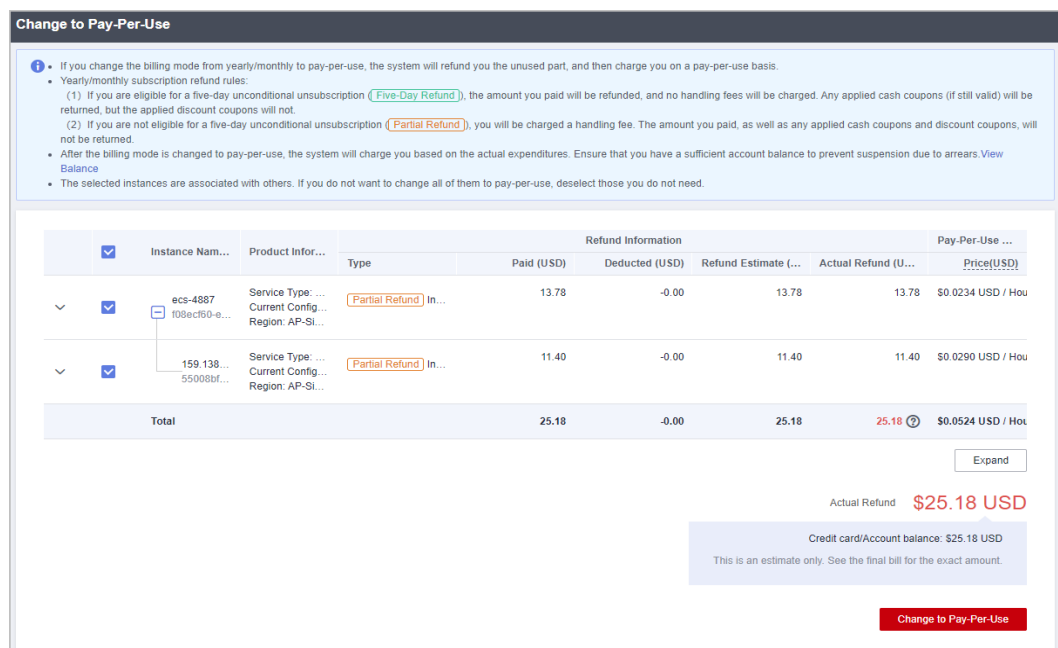 Change to Pay-Per-Use
If you change the billing mode from yearly/monthly to pay-per-use, the system will refund you the unused part, and then charge you on a pay-per-use basis.
Yearly/monthly subscription refund rules:
(1) If you are eligible for a five-day unconditional unsubscription ( Five-Day Refund ), the amount you paid will be refunded, and no handling fees will be charged. Any applied cash coupons (if still valid) will be
returned, but the applied discount coupons will not.
(2) If you are not eligible for a five-day unconditional unsubscription ( Partial Refund ), you will be charged a handling fee. The amount you paid, as well as any applied cash coupons and discount coupons, will
not be returned.
After the billing mode is changed to pay-per-use, the system will charge you based on the actual expenditures. Ensure that you have a sufficient account balance to prevent suspension due to arrears.View
Balance
The selected instances are associated with others. If you do not want to change all of them to pay-per-use, deselect those you do not need.
Refund Information Pay-Per-Use ...
Instance Nam... Product Infor...
Type Paid (USD) Deducted (USD) Refund Estimate (... Actual Refund (U... Price(USD)
ecs-4887
f08ecf60-e...
Service Type: ...
Current Config...
Region: AP-Si...
Partial Refund In... 13.78 -0.00 13.78 13.78 $0.0234 USD / Hou
159.138...
55008bf...
Service Type: ...
Current Config...
Region: AP-Si...
Partial Refund In... 11.40 -0.00 11.40 11.40 $0.0290 USD / Hou
Total 25.18 -0.00 25.18 25.18 $0.0524 USD / Hou
Expand
Actual Refund $25.18 USD
Credit card/Account balance: $25.18 USD
This is an estimate only. See the final bill for the exact amount.
Change to Pay-Per-Use